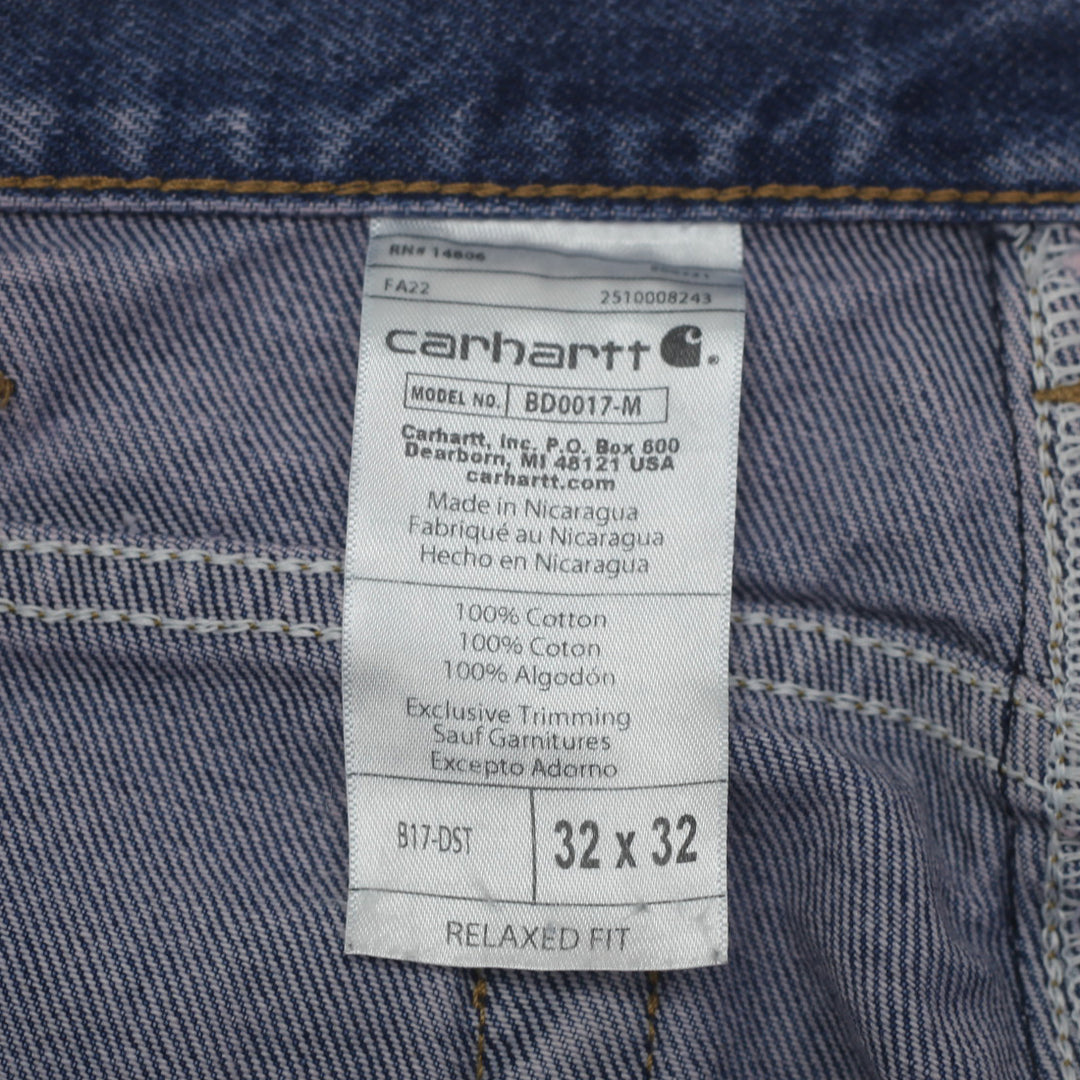 RN# 14806
FA22
2510008243
carhartt
MODEL NO. BD0017-M
Carhartt, Inc. P.O. Box 600
Dearborn, MI 48121 USA
carhartt.com
Made in Nicaragua
Fabriqué au Nicaragua
Hecho en Nicaragua
100% Cotton
100% Coton
100% Algodón
Exclusive Trimming
Sauf Garnitures
Excepto Adorno
B17-DST
32 x 32
RELAXED FIT